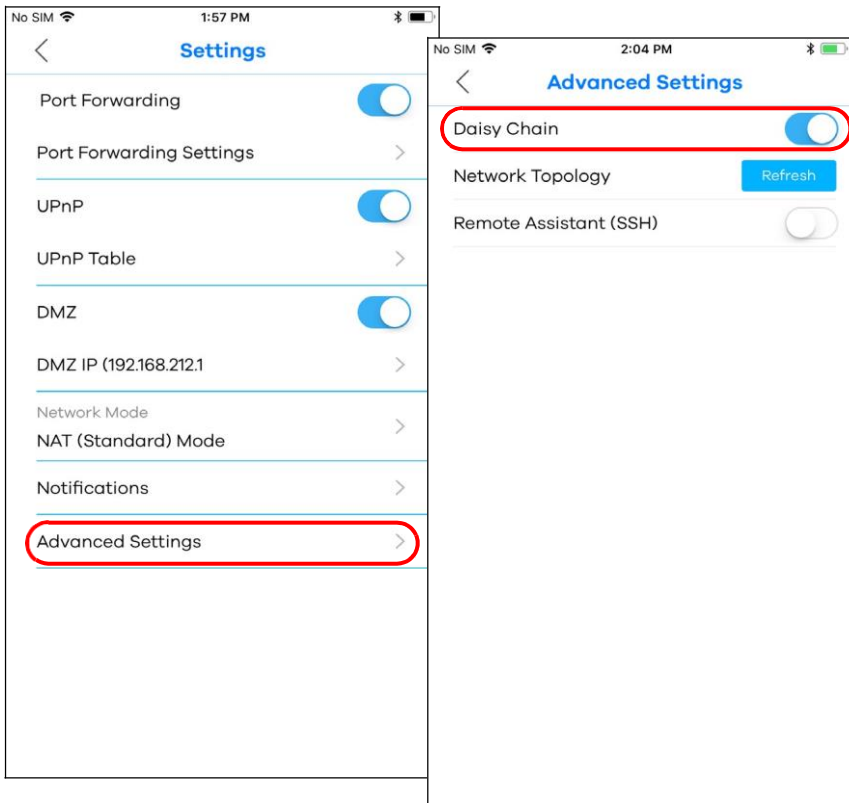 No SIM 1:57 PM
Settings
Port Forwarding
Port Forwarding Settings
UPnP
UPnP Table
DMZ
DMZ IP (192.168.212.1
Network Mode
NAT (Standard) Mode
Notifications
Advanced Settings
No SIM 2:04 PM
Advanced Settings
Daisy Chain
Network Topology Refresh
Remote Assistant (SSH)